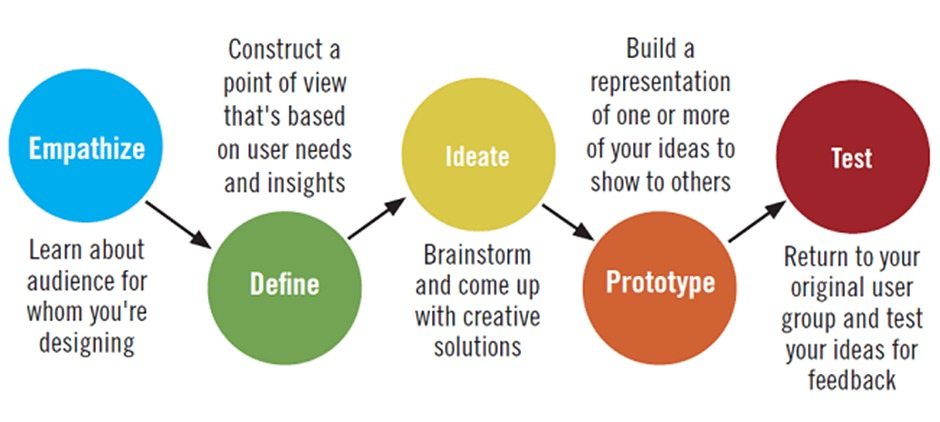 Empathize
Learn about
audience for
whom you're
designing
Construct a
point of view
that's based
on user needs
and insights
Define
Ideate
Brainstorm
and come up
with creative
solutions
Build a
representation
of one or more
of your ideas to
show to others
Prototype
Test
Return to your
original user
group and test
your ideas for
feedback